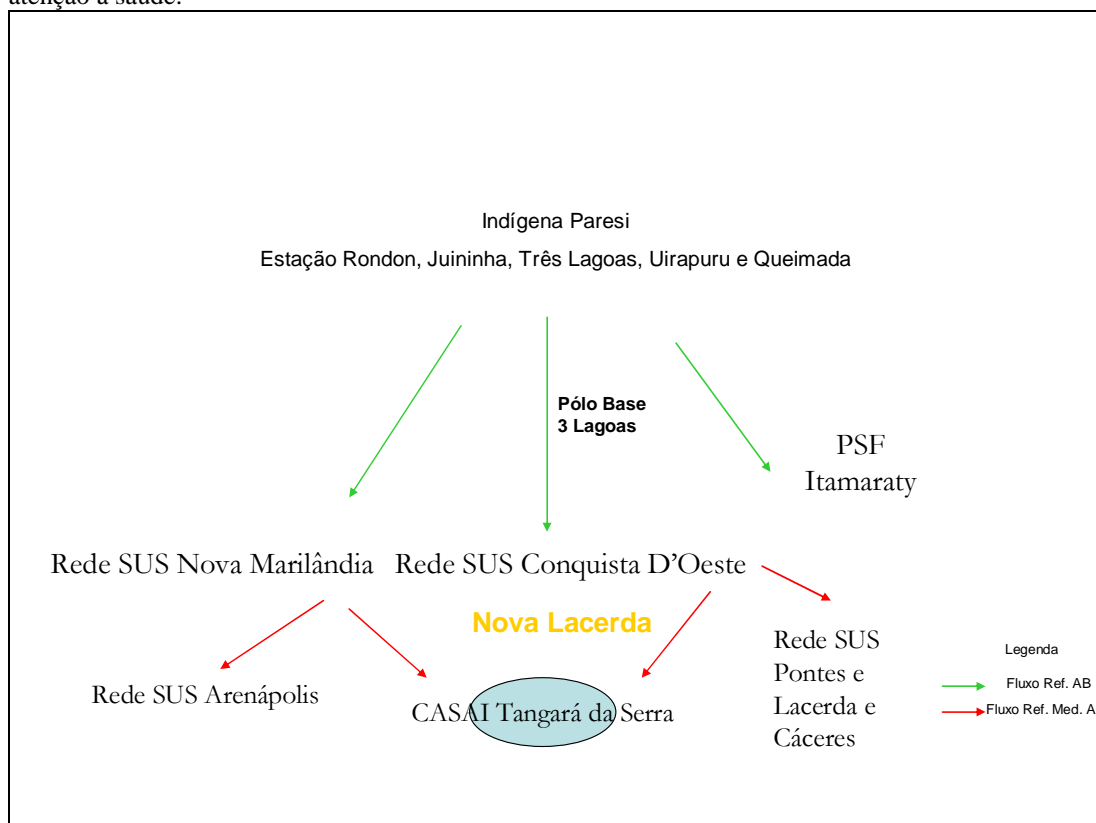 atenção à saúde.
Indígena Paresi
Estação Rondon, Juininha, Três Lagoas, Uirapuru e Queimada
Pólo Base
3 Lagoas
PSF
Itamaraty
Rede SUS Nova Marilândia
Rede SUS Conquista D'Oeste
Nova Lacerda
Rede SUS Arenápolis
CASAI Tangará da Serra
Rede SUS
Pontes e
Lacerda e
Cáceres
Legenda
Fluxo Ref. AB
Fluxo Ref. Med. A